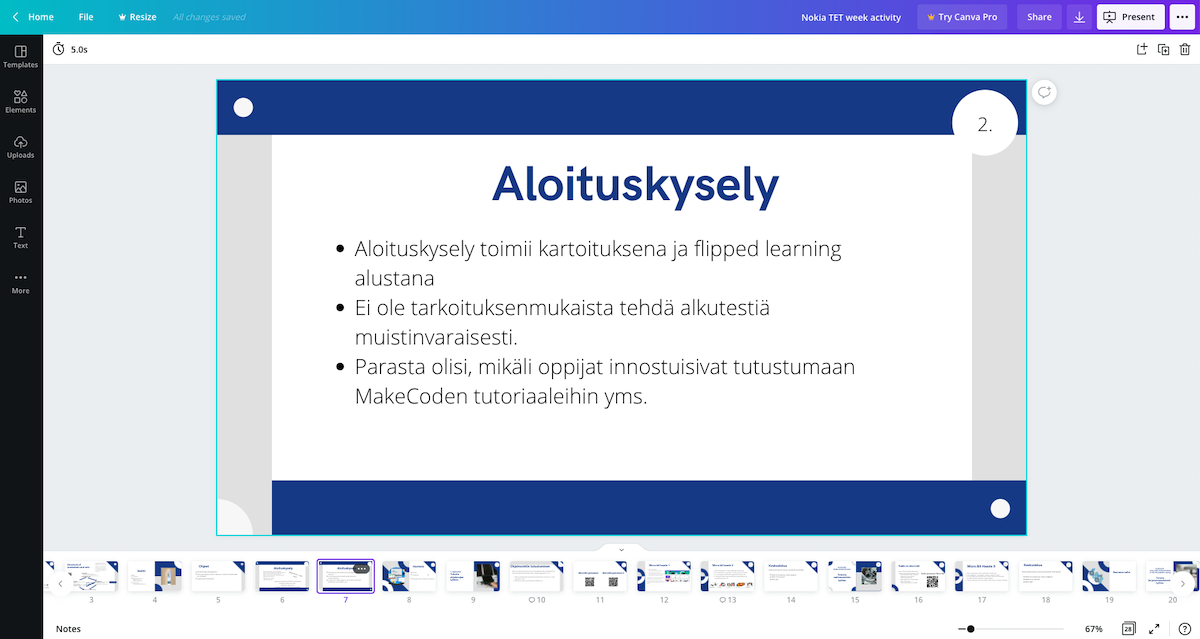 Home File Resize All changes saved Nokia TET week activity Try Canva Pro Share Present
5.0s
Templates
Elements
Uploads
Photos
Text
More
2.
Aloituskysely
Aloituskysely toimii kartoituksena ja flipped learning
alustana
Ei ole tarkoituksenmukaista tehdä alkutestiä
muistinvaraisesti.
Parasta olisi, mikäli oppijat innostuisivat tutustumaan
MakeCoden tutoriaaleihin yms.
3 4 5 6 7 8 9 10 11 12 13 14 15 16 17 18 19 20
Notes 67% 28